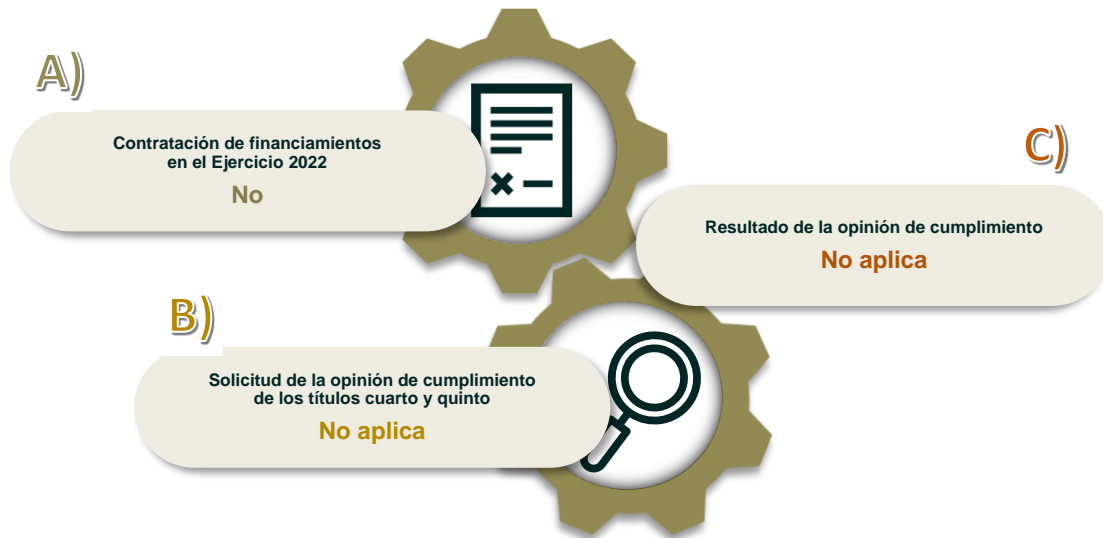 A)
Contratación de financiamientos
en el Ejercicio 2022
No
B)
Solicitud de la opinión de cumplimiento
de los títulos cuarto y quinto
No aplica
C)
Resultado de la opinión de cumplimiento
No aplica